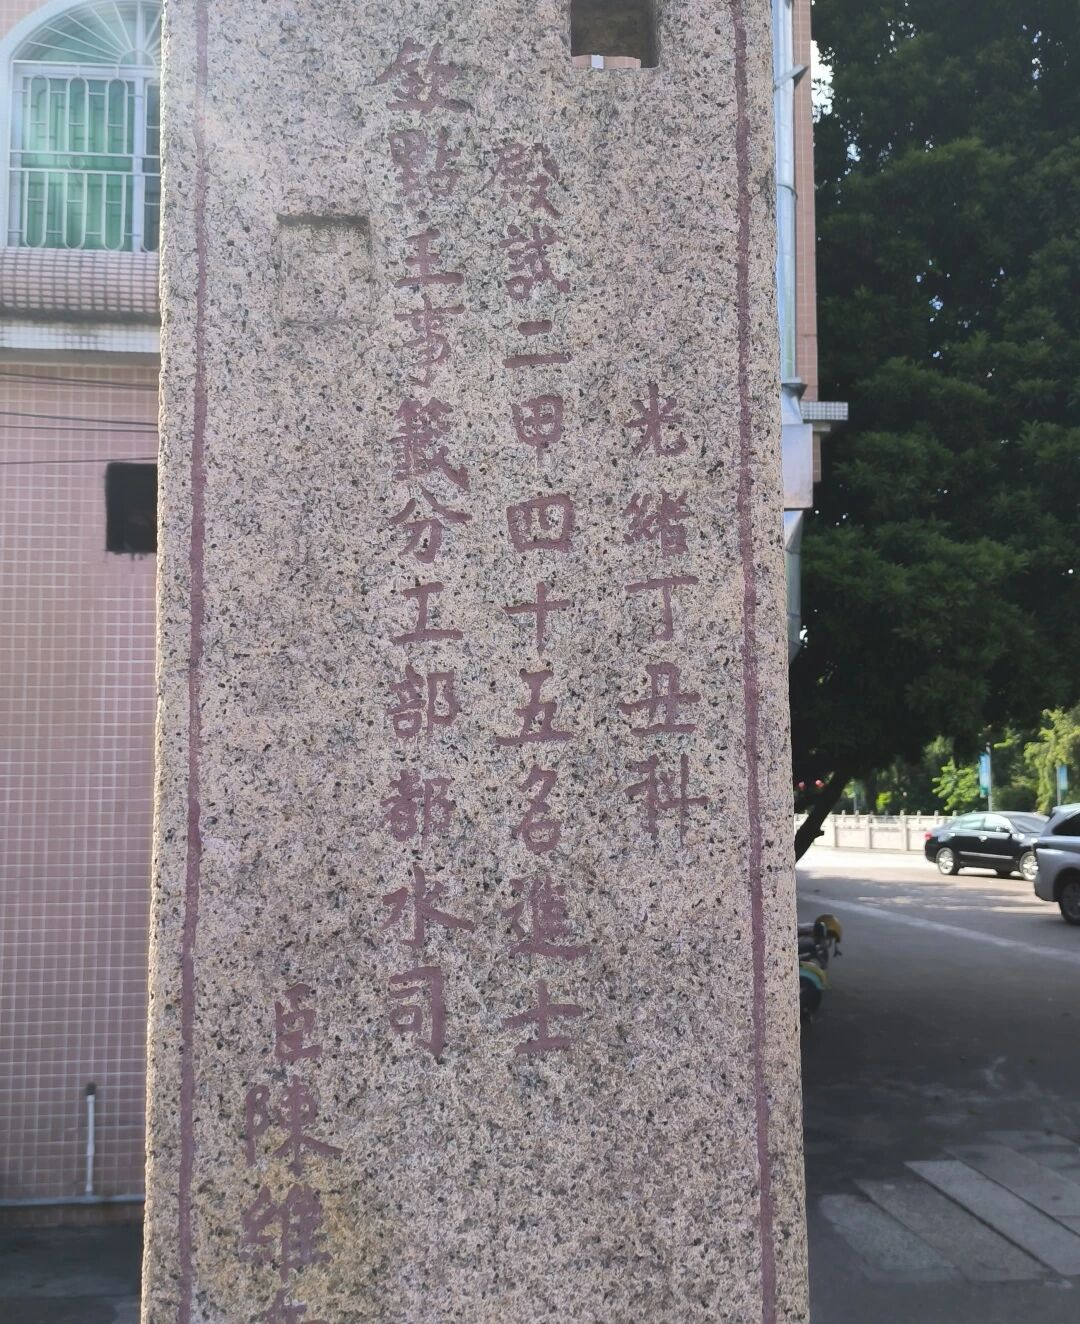 光緒丁丑科
殿試二甲四十五名進士
欽點主事籤分工部都水司
臣陳維